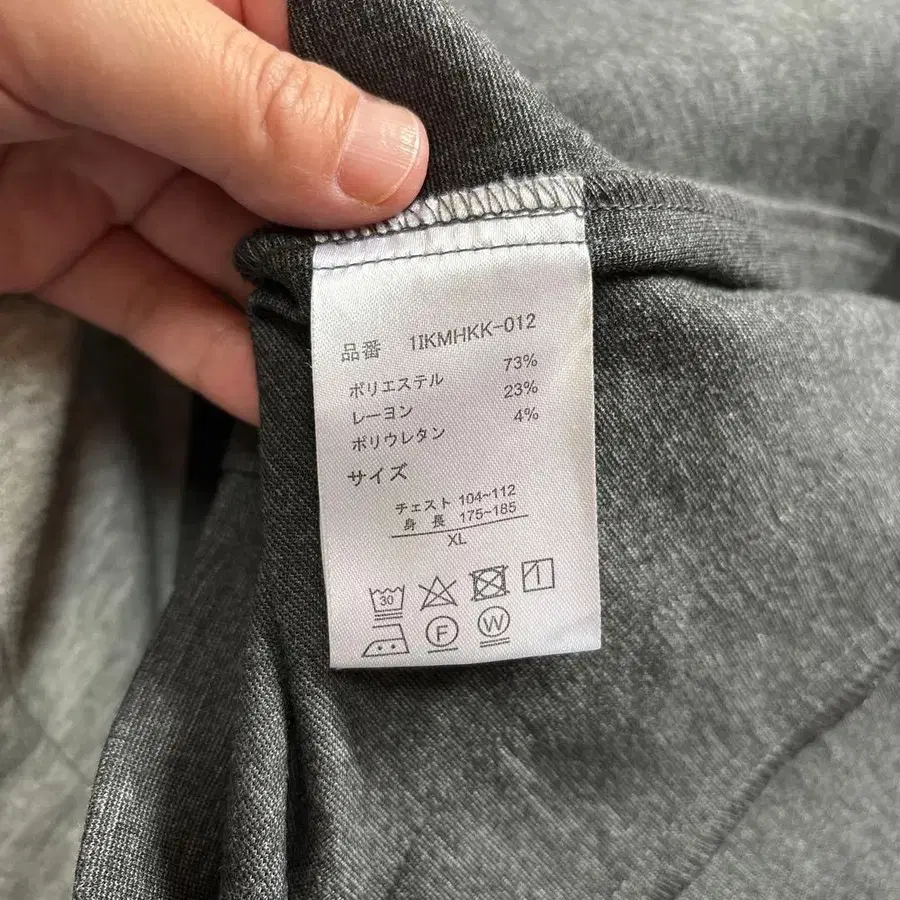 品番 1IKMHKK-012
ポリエステル 73%
レーヨン 23%
ポリウレタン 4%
サイズ
チェスト 104~112
身 長 175~185
XL
30
F W